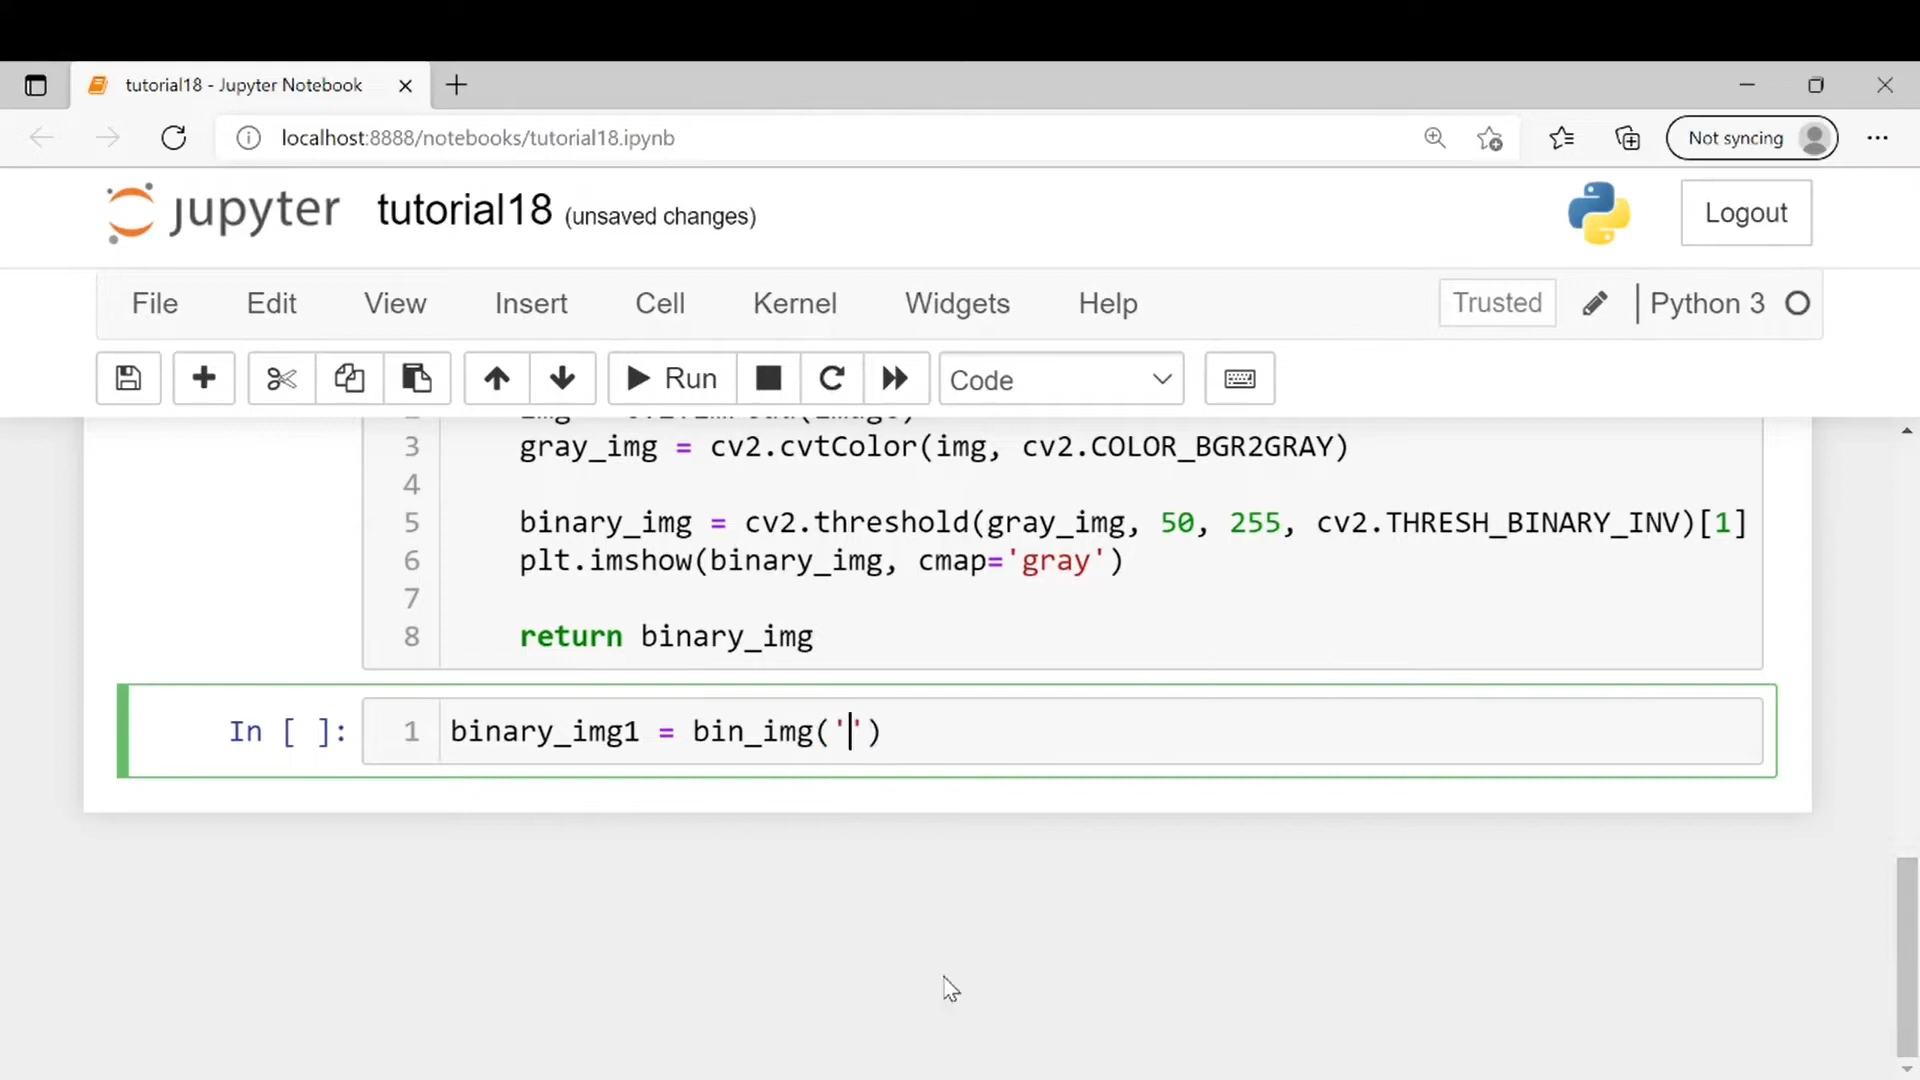 tutorial18 - Jupyter Notebook
localhost:8888/notebooks/tutorial18.ipynb
Not syncing
jupyter tutorial18 (unsaved changes)
Logout
File Edit View Insert Cell Kernel Widgets Help Trusted Python 3
Run Code
3 gray_img = cv2.cvtColor(img, cv2.COLOR_BGR2GRAY)
4
5 binary_img = cv2.threshold(gray_img, 50, 255, cv2.THRESH_BINARY_INV)[1]
6 plt.imshow(binary_img, cmap='gray')
7
8 return binary_img
In [ ]: 1 binary_img1 = bin_img('')